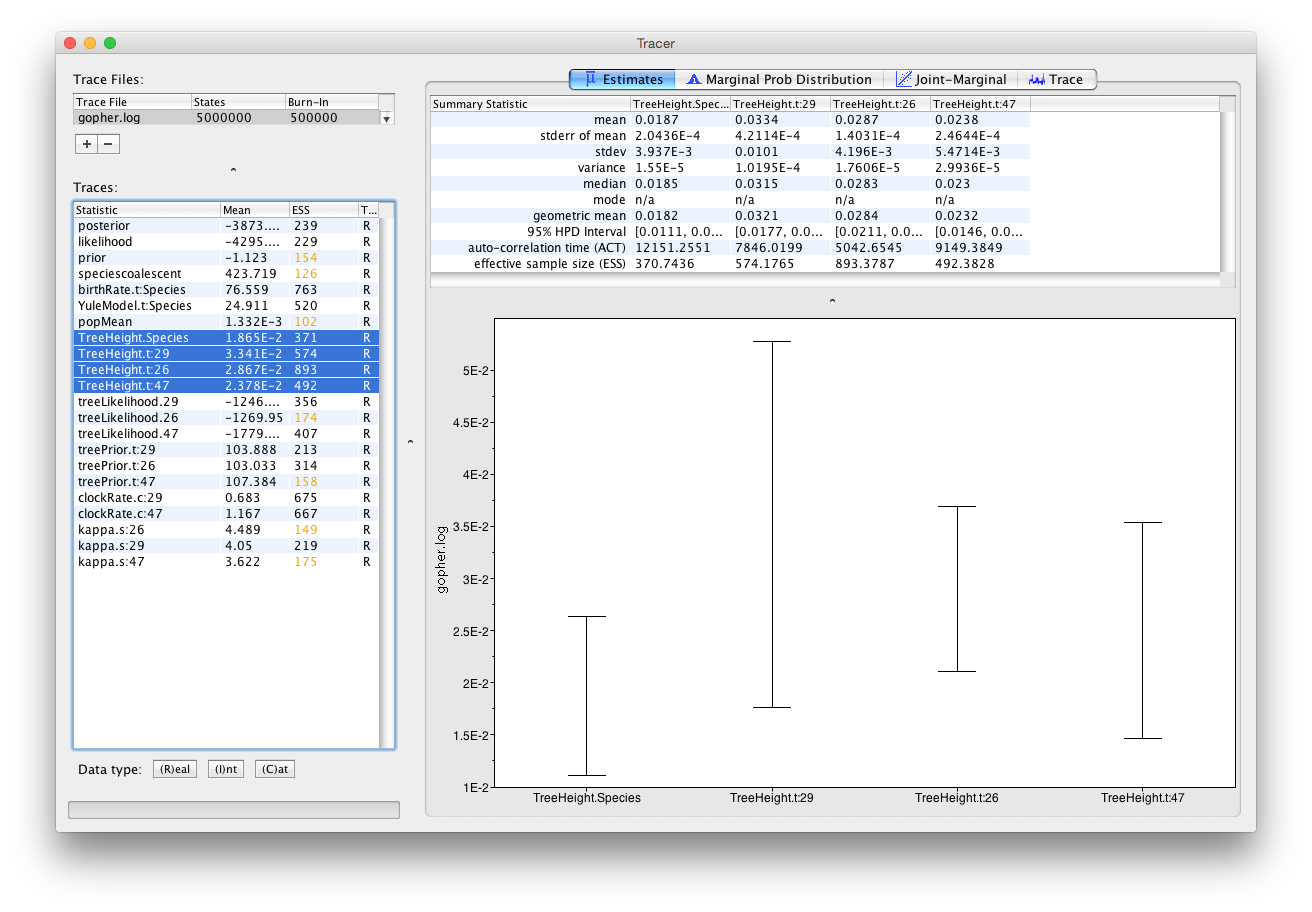 Tracer
Trace Files:
Trace File States Burn-In
gopher.log 5000000 500000
+ −
Traces:
Statistic Mean ESS T...
posterior −3873.... 239 R
likelihood −4295.... 229 R
prior −1.123 154 R
speciescoalescent 423.719 126 R
birthRate.t:Species 76.559 763 R
YuleModel.t:Species 24.911 520 R
popMean 1.332E−3 102 R
TreeHeight.Species 1.865E−2 371 R
TreeHeight.t:29 3.341E−2 574 R
TreeHeight.t:26 2.867E−2 893 R
TreeHeight.t:47 2.378E−2 492 R
treeLikelihood.29 −1246.... 356 R
treeLikelihood.26 −1269.95 174 R
treeLikelihood.47 −1779.... 407 R
treePrior.t:29 103.888 213 R
treePrior.t:26 103.033 314 R
treePrior.t:47 107.384 158 R
clockRate.c:29 0.683 675 R
clockRate.c:47 1.167 667 R
kappa.s:26 4.489 149 R
kappa.s:29 4.05 219 R
kappa.s:47 3.622 175 R
Data type: (R)eal (I)nt (C)at
Estimates Marginal Prob Distribution Joint-Marginal Trace
Summary Statistic TreeHeight.Spec... TreeHeight.t:29 TreeHeight.t:26 TreeHeight.t:47
mean 0.0187 0.0334 0.0287 0.0238
stderr of mean 2.0436E−4 4.2114E−4 1.4031E−4 2.4644E−4
stdev 3.937E−3 0.0101 4.196E−3 5.4714E−3
variance 1.55E−5 1.0195E−4 1.7606E−5 2.9936E−5
median 0.0185 0.0315 0.0283 0.023
mode n/a n/a n/a n/a
geometric mean 0.0182 0.0321 0.0284 0.0232
95% HPD Interval [0.0111, 0.0... [0.0177, 0.0... [0.0211, 0.0... [0.0146, 0.0...
auto-correlation time (ACT) 12151.2551 7846.0199 5042.6545 9149.3849
effective sample size (ESS) 370.7436 574.1765 893.3787 492.3828
gopher.log
5E-2
4.5E-2
4E-2
3.5E-2
3E-2
2.5E-2
2E-2
1.5E-2
1E-2
TreeHeight.Species TreeHeight.t:29 TreeHeight.t:26 TreeHeight.t:47